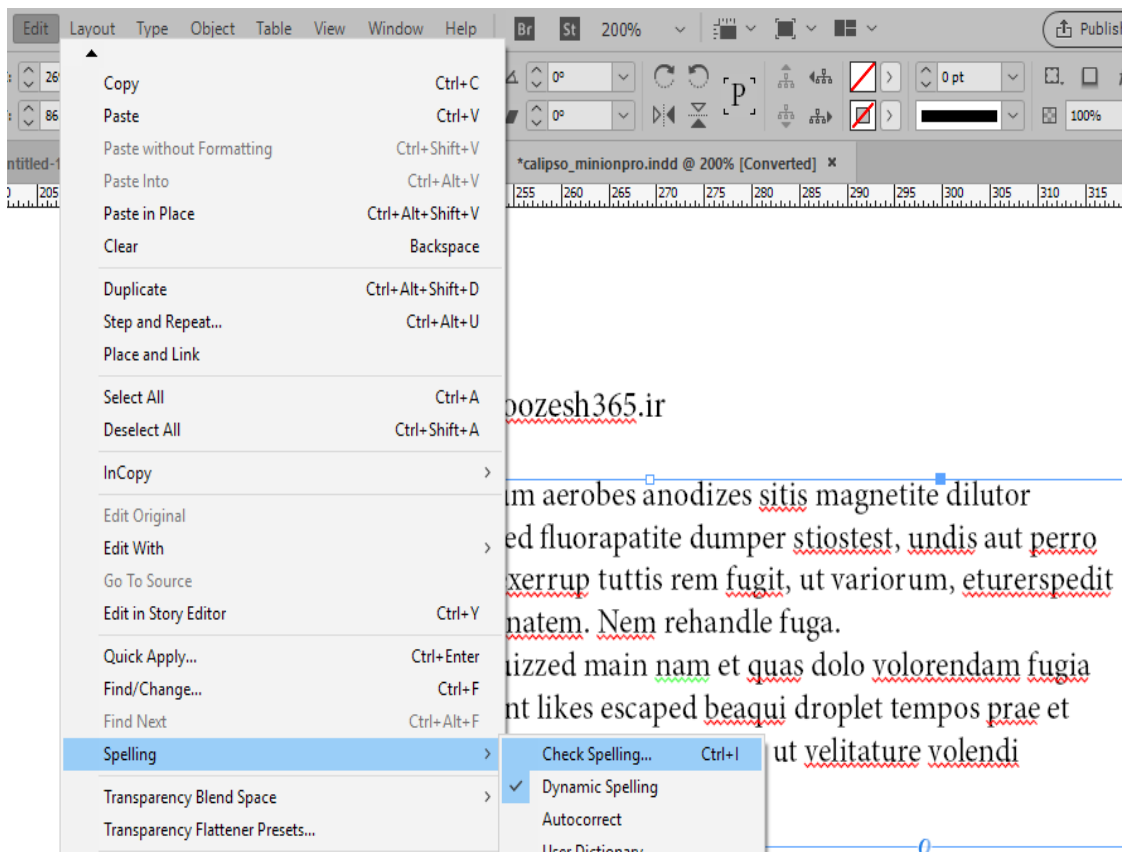 Edit Layout Type Object Table View Window Help Br St 200% Publish
Copy Ctrl+C
Paste Ctrl+V
Paste without Formatting Ctrl+Shift+V
Paste Into Ctrl+Alt+V
Paste in Place Ctrl+Alt+Shift+V
Clear Backspace
Duplicate Ctrl+Alt+Shift+D
Step and Repeat... Ctrl+Alt+U
Place and Link
Select All Ctrl+A
Deselect All Ctrl+Shift+A
InCopy
Edit Original
Edit With
Go To Source
Edit in Story Editor Ctrl+Y
Quick Apply... Ctrl+Enter
Find/Change... Ctrl+F
Find Next Ctrl+Alt+F
Spelling
Transparency Blend Space
Transparency Flattener Presets...
Check Spelling... Ctrl+I
Dynamic Spelling
Autocorrect
User Dictionary
0° P 0 pt
86 0° 100%
ntitled-1 *calipso_minionpro.indd @ 200% [Converted] ×
205 255 260 265 270 275 280 285 290 295 300 305 310 315
oozesh365.ir
um aerobes anodizes sitis magnetite dilutor
ed fluorapatite dumper stiostest, undis aut perro
xerrup tuttis rem fugit, ut variorum, eturerspedit
natem. Nem rehandle fuga.
uizzed main nam et quas dolo volorendam fugia
nt likes escaped beaqui droplet tempos prae et
ut velitature volendi